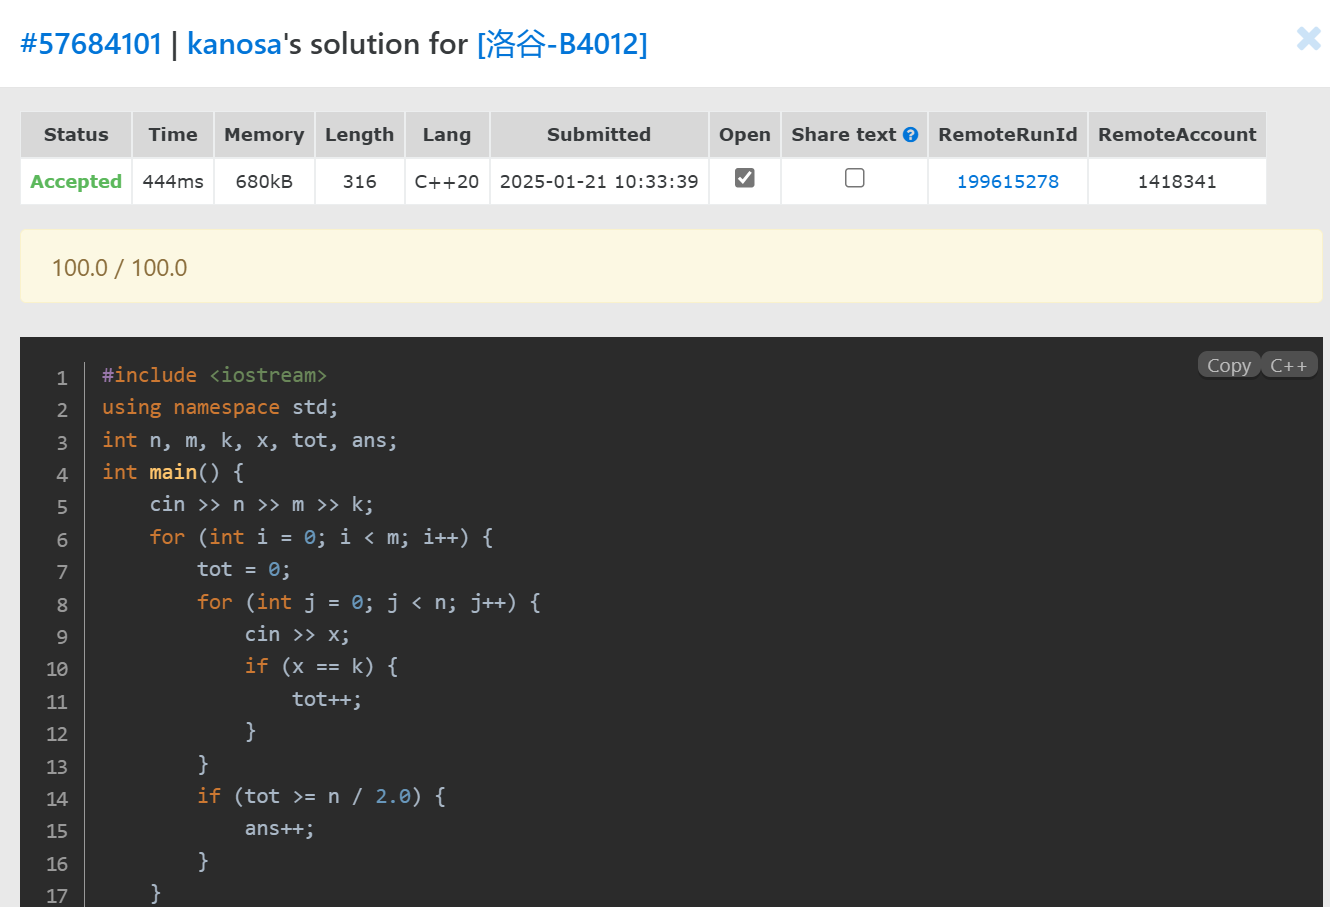 #57684101 | kanosa's solution for [洛谷-B4012]
Status Time Memory Length Lang Submitted Open Share text RemoteRunId RemoteAccount
Accepted 444ms 680kB 316 C++20 2025-01-21 10:33:39 199615278 1418341
100.0 / 100.0
Copy C++
1 #include <iostream>
2 using namespace std;
3 int n, m, k, x, tot, ans;
4 int main() {
5     cin >> n >> m >> k;
6     for (int i = 0; i < m; i++) {
7         tot = 0;
8         for (int j = 0; j < n; j++) {
9             cin >> x;
10             if (x == k) {
11                 tot++;
12             }
13         }
14         if (tot >= n / 2.0) {
15             ans++;
16         }
17     }